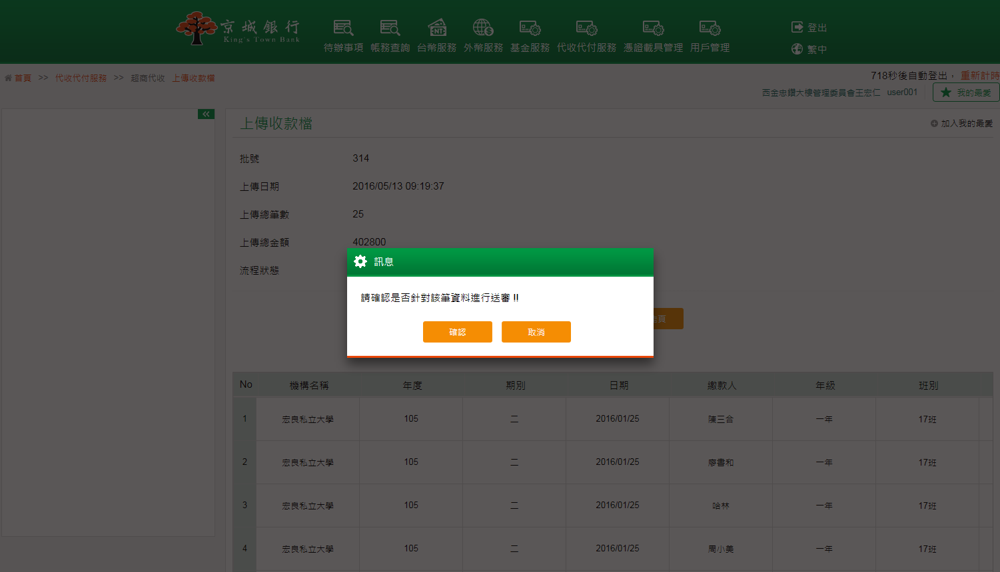 京城銀行
King's Town Bank
待辦事項 帳務查詢 台幣服務 外幣服務 基金服務 代收代付服務 憑證載具管理 用戶管理
NT
登出
繁中
首頁 >> 代收代付服務 >> 超商代收 上傳收款檔
718秒後自動登出， 重新計時
西金忠鑽大樓管理委員會王宏仁 user001 我的最愛
上傳收款檔
加入我的最愛
批號 314
上傳日期 2016/05/13 09:19:37
上傳總筆數 25
上傳總金額 402800
流程狀態
訊息
請確認是否針對該筆資料進行送審 !!
確認 取消
頁
No 機構名稱 年度 期別 日期 繳款人 年級 班別
1 宏良私立大學 105 二 2016/01/25 陳三合 一年 17班
2 宏良私立大學 105 二 2016/01/25 廖書和 一年 17班
3 宏良私立大學 105 二 2016/01/25 哈林 一年 17班
4 宏良私立大學 105 二 2016/01/25 周小美 一年 17班